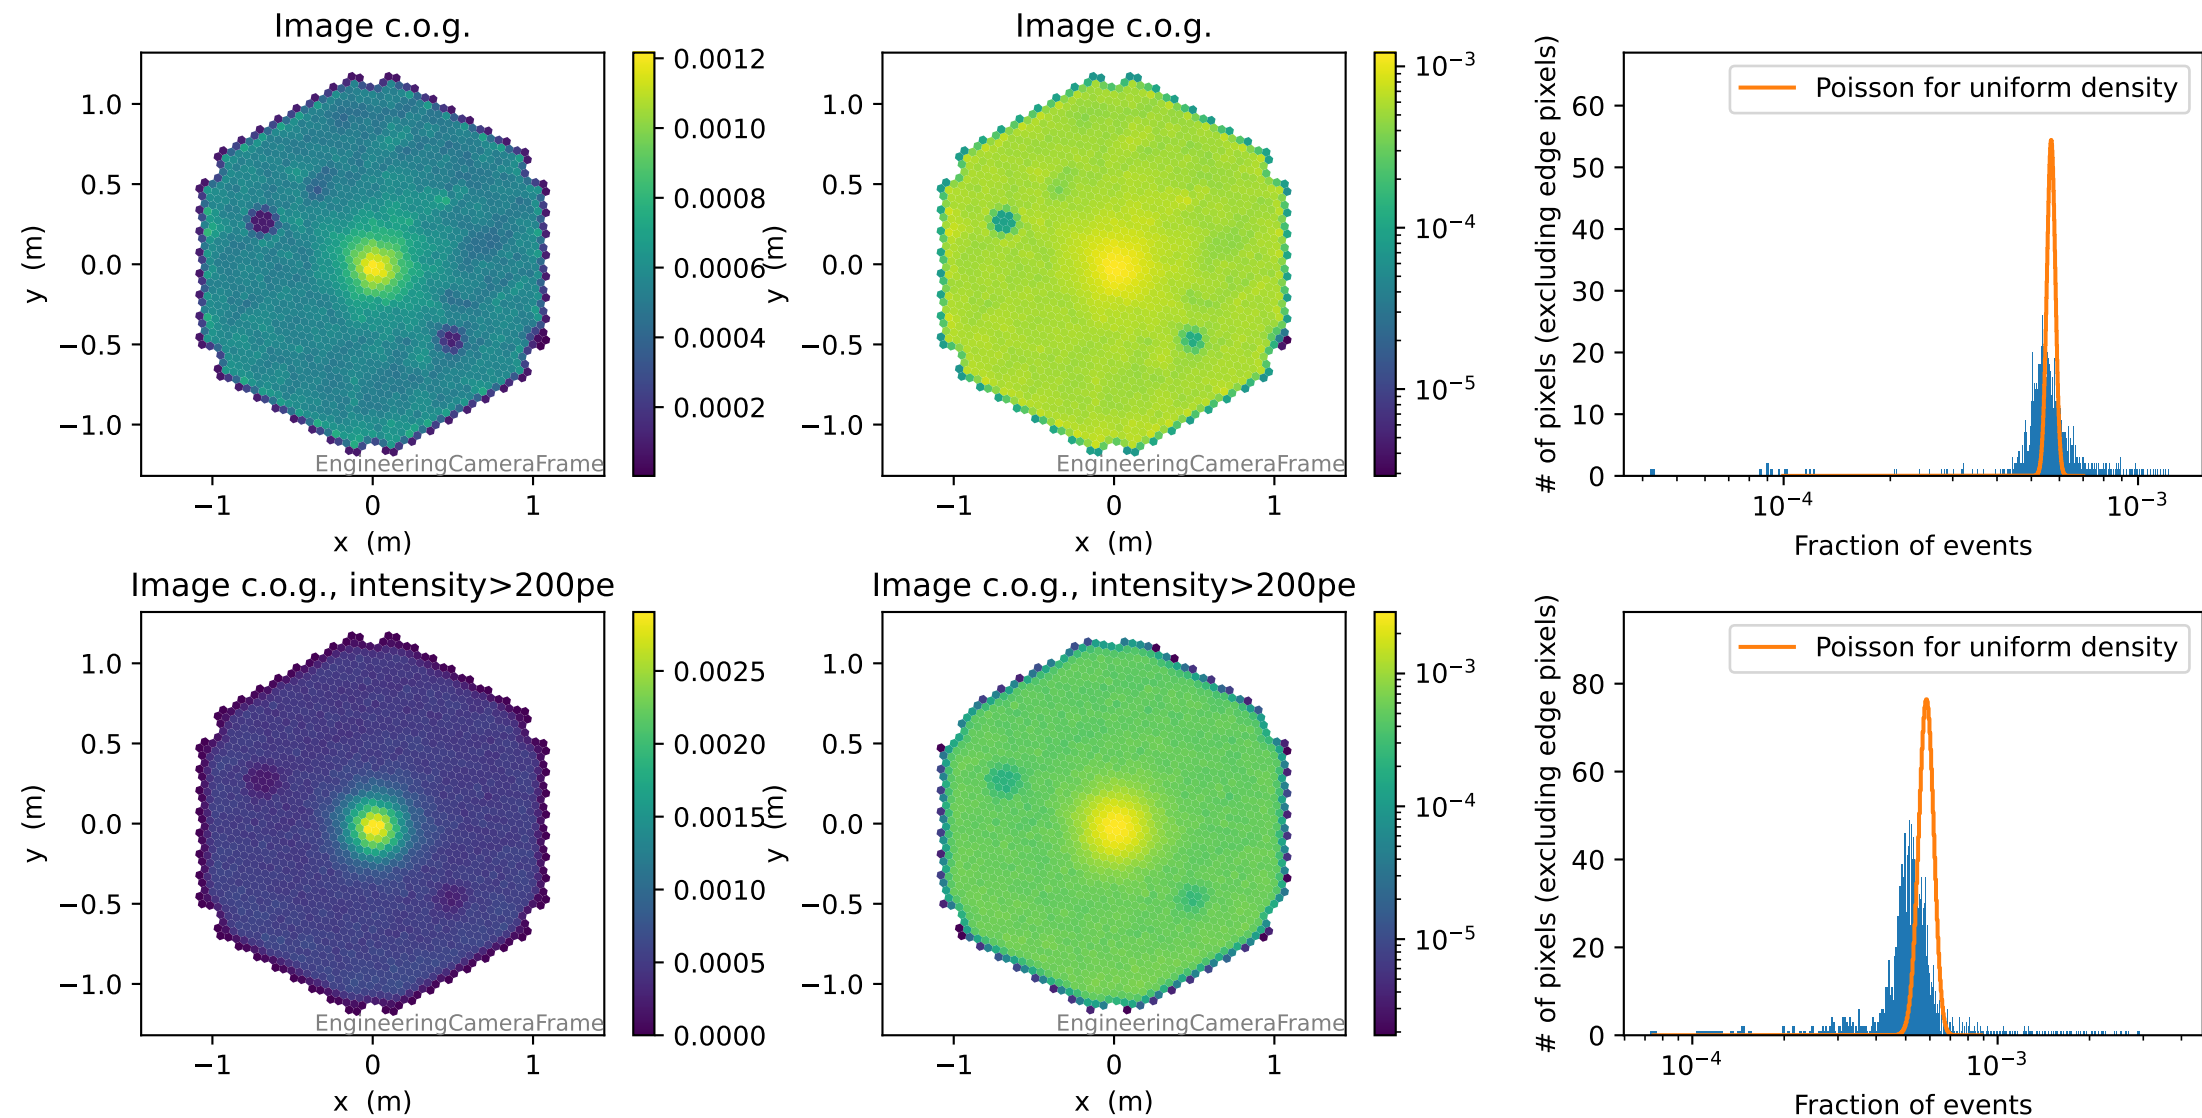 Image c.o.g.
y (m)
1.0
0.5
0.0
−0.5
−1.0
EngineeringCameraFrame
−1 0 1
x (m)
0.0012
0.0010
0.0008
0.0006
0.0004
0.0002
Image c.o.g.
y (m)
1.0
0.5
0.0
−0.5
−1.0
EngineeringCameraFrame
−1 0 1
x (m)
10⁻³
10⁻⁴
10⁻⁵
# of pixels (excluding edge pixels)
60
50
40
30
20
10
0
Poisson for uniform density
10⁻⁴ 10⁻³
Fraction of events
Image c.o.g., intensity>200pe
y (m)
1.0
0.5
0.0
−0.5
−1.0
EngineeringCameraFrame
−1 0 1
x (m)
0.0025
0.0020
0.0015
0.0010
0.0005
0.0000
Image c.o.g., intensity>200pe
y (m)
1.0
0.5
0.0
−0.5
−1.0
EngineeringCameraFrame
−1 0 1
x (m)
10⁻³
10⁻⁴
10⁻⁵
# of pixels (excluding edge pixels)
80
60
40
20
0
Poisson for uniform density
10⁻⁴ 10⁻³
Fraction of events